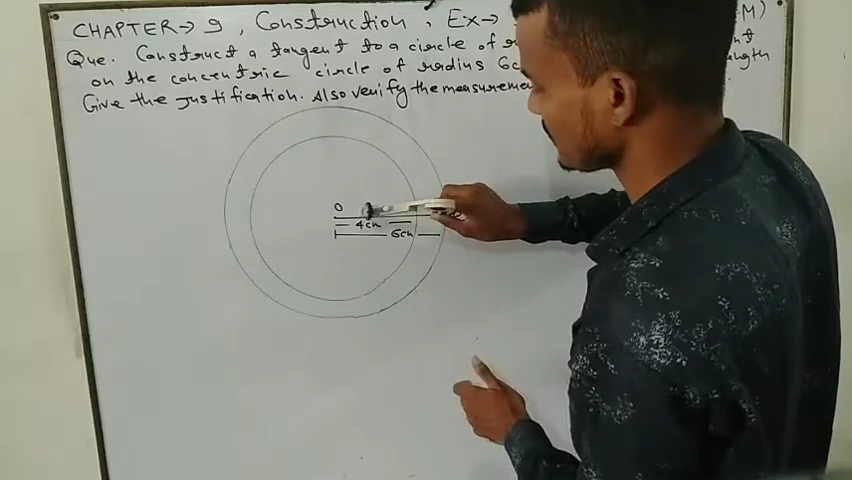 CHAPTER→ 9, Construction, Ex→ M)
Que. Construct a tangent to a circle of
on the concentric circle of radius 6c ngth
Give the justification. Also verify the measureme
O
4cm
6cm